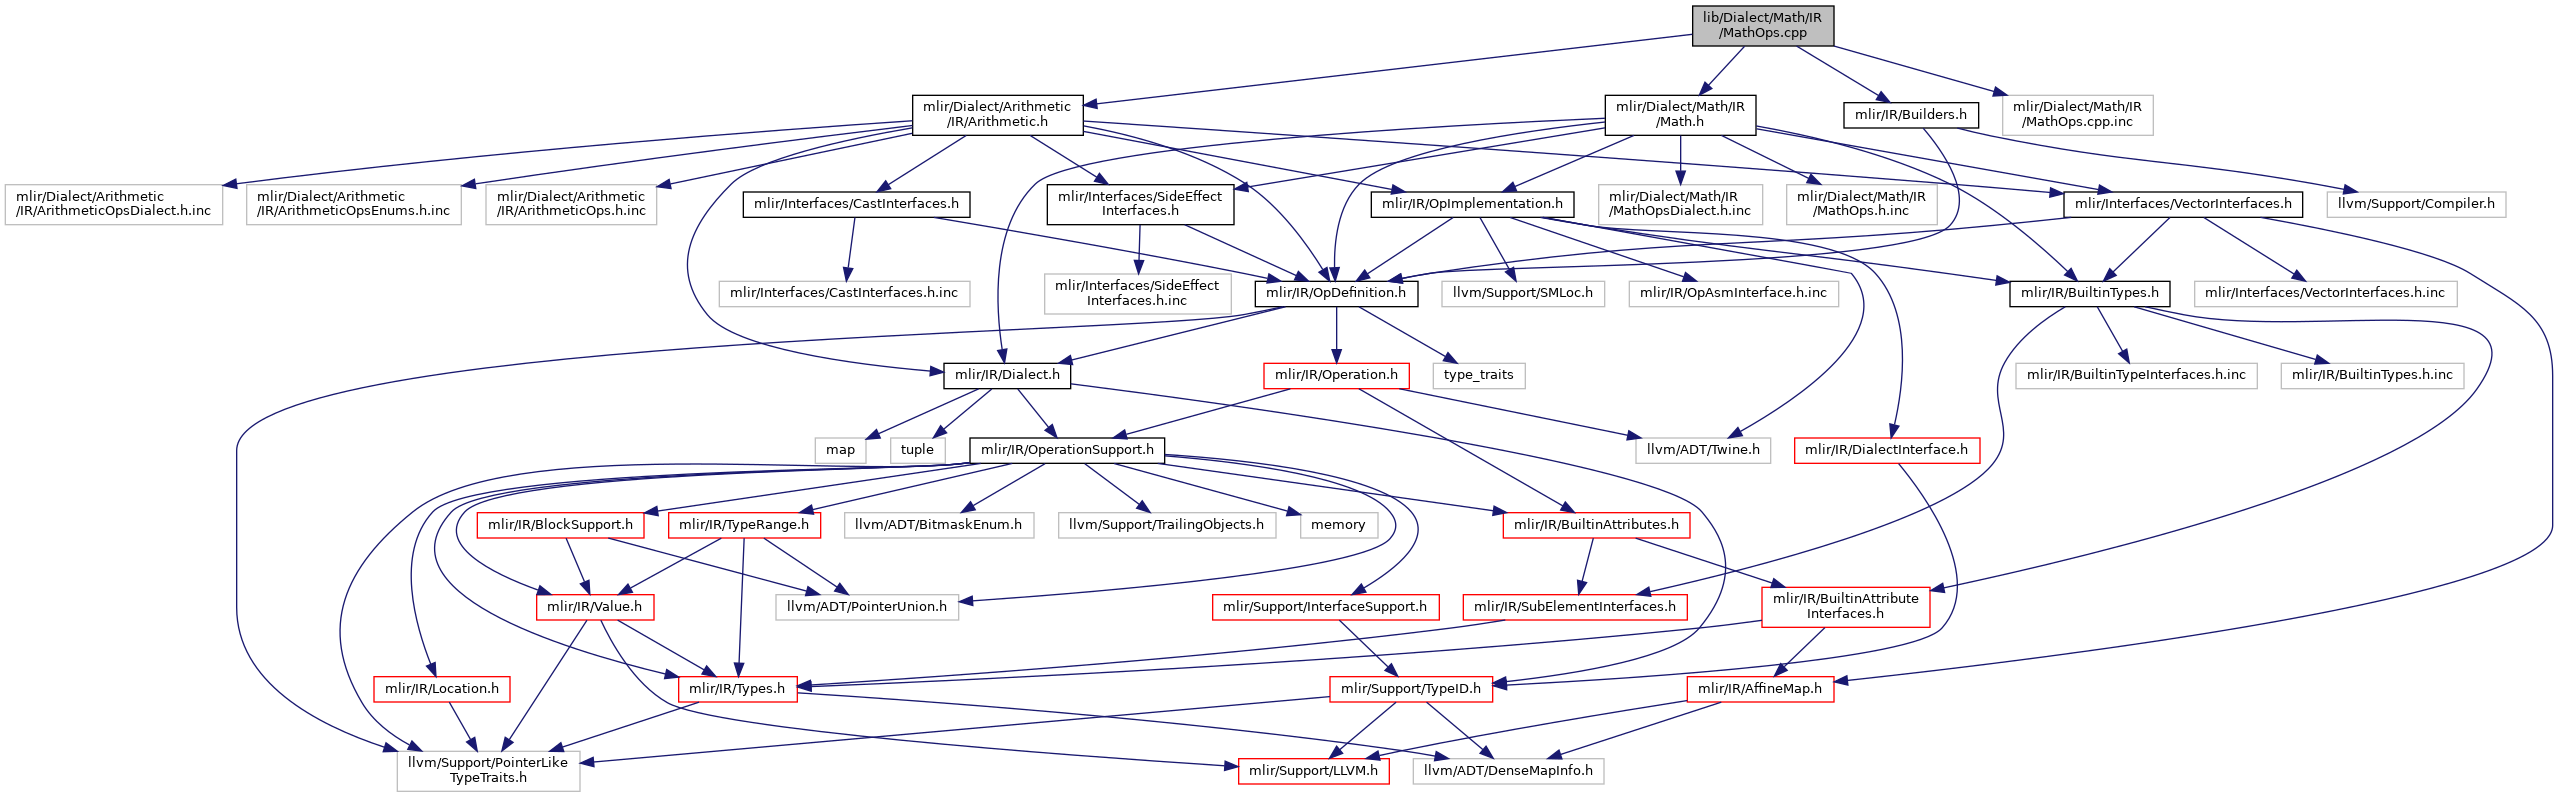 lib/Dialect/Math/IR
/MathOps.cpp
mlir/Dialect/Arithmetic
/IR/Arithmetic.h
mlir/Dialect/Math/IR
/Math.h
mlir/IR/Builders.h
mlir/Dialect/Math/IR
/MathOps.cpp.inc
mlir/Dialect/Arithmetic
/IR/ArithmeticOpsDialect.h.inc
mlir/Dialect/Arithmetic
/IR/ArithmeticOpsEnums.h.inc
mlir/Dialect/Arithmetic
/IR/ArithmeticOps.h.inc
mlir/Interfaces/CastInterfaces.h
mlir/Interfaces/SideEffect
Interfaces.h
mlir/IR/OpImplementation.h
mlir/Dialect/Math/IR
/MathOpsDialect.h.inc
mlir/Dialect/Math/IR
/MathOps.h.inc
mlir/Interfaces/VectorInterfaces.h
llvm/Support/Compiler.h
mlir/Interfaces/CastInterfaces.h.inc
mlir/Interfaces/SideEffect
Interfaces.h.inc
mlir/IR/OpDefinition.h
llvm/Support/SMLoc.h
mlir/IR/OpAsmInterface.h.inc
mlir/IR/BuiltinTypes.h
mlir/Interfaces/VectorInterfaces.h.inc
mlir/IR/Dialect.h
mlir/IR/Operation.h
type_traits
mlir/IR/BuiltinTypeInterfaces.h.inc
mlir/IR/BuiltinTypes.h.inc
map
tuple
mlir/IR/OperationSupport.h
llvm/ADT/Twine.h
mlir/IR/DialectInterface.h
mlir/IR/BlockSupport.h
mlir/IR/TypeRange.h
llvm/ADT/BitmaskEnum.h
llvm/Support/TrailingObjects.h
memory
mlir/IR/BuiltinAttributes.h
mlir/IR/Value.h
llvm/ADT/PointerUnion.h
mlir/Support/InterfaceSupport.h
mlir/IR/SubElementInterfaces.h
mlir/IR/BuiltinAttribute
Interfaces.h
mlir/IR/Location.h
mlir/IR/Types.h
mlir/Support/TypeID.h
mlir/IR/AffineMap.h
llvm/Support/PointerLike
TypeTraits.h
mlir/Support/LLVM.h
llvm/ADT/DenseMapInfo.h